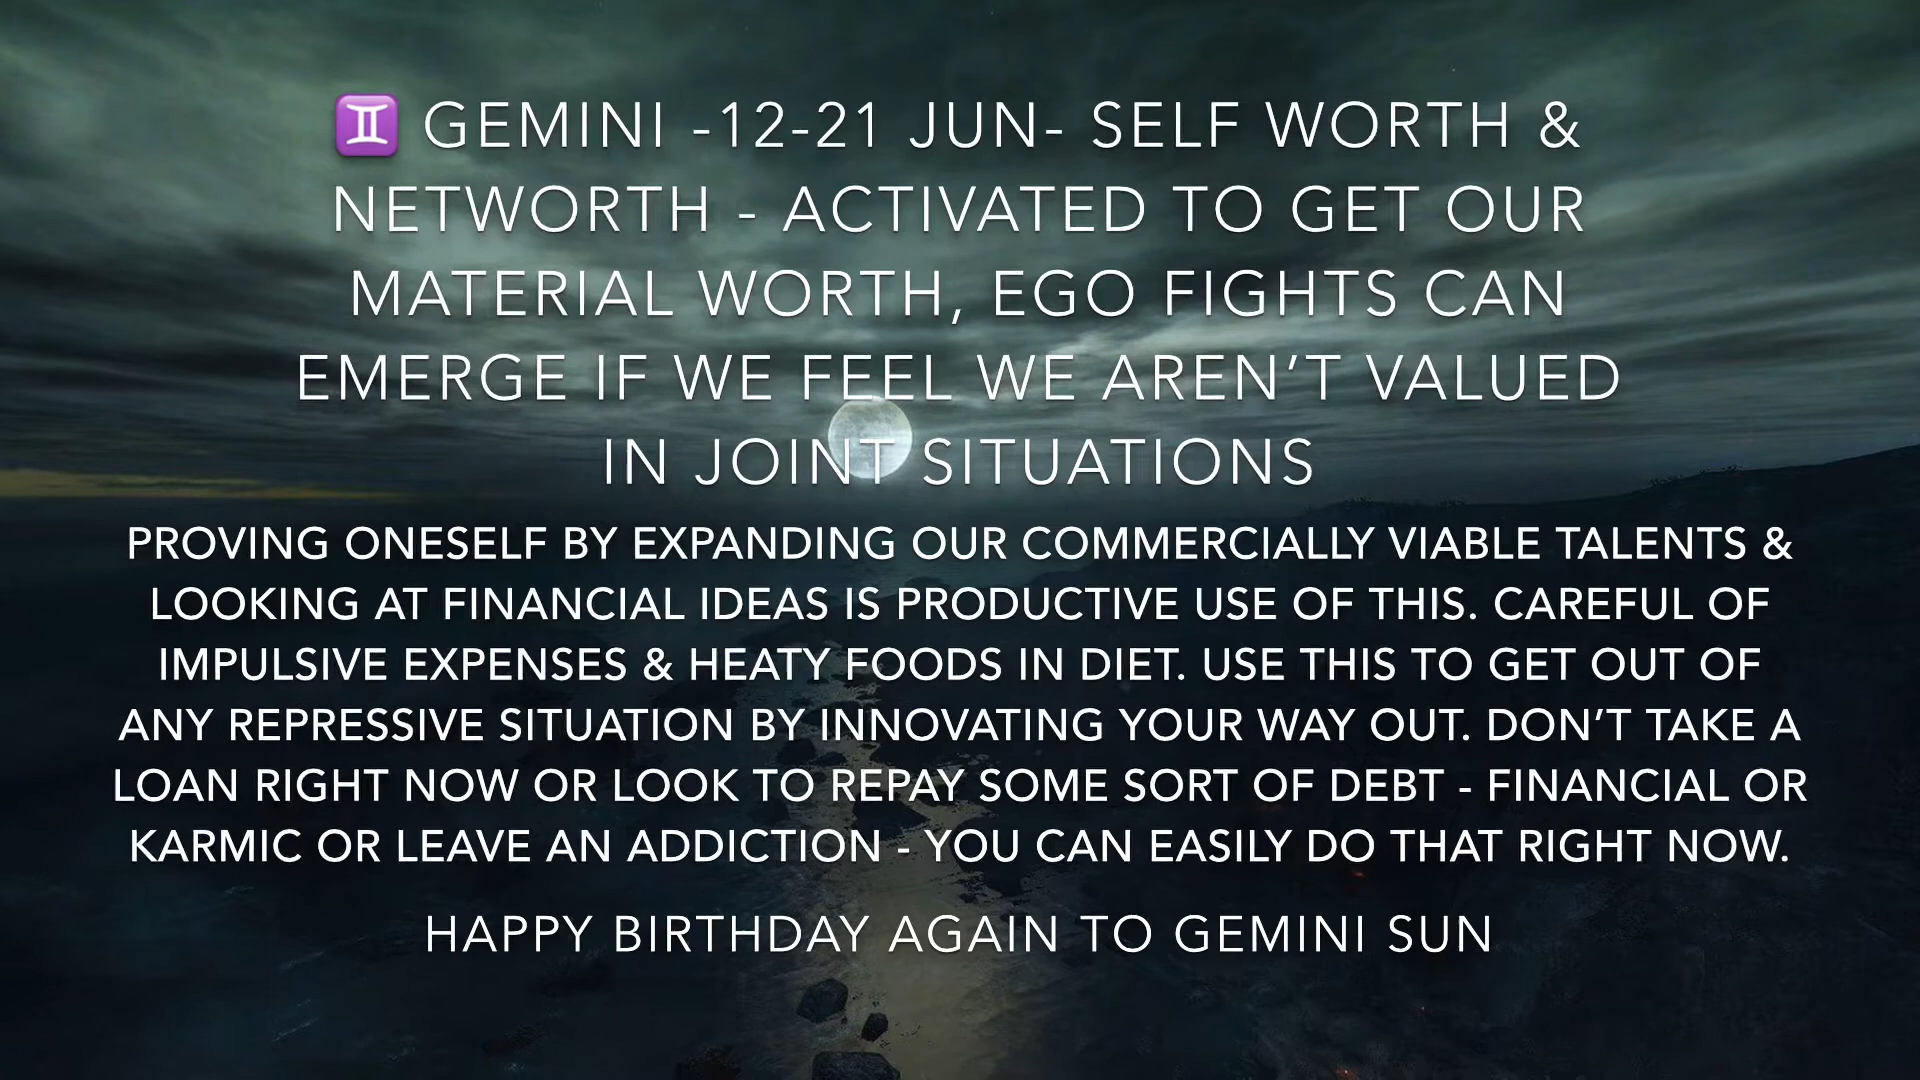 ♊ GEMINI -12-21 JUN- SELF WORTH &
NETWORTH - ACTIVATED TO GET OUR
MATERIAL WORTH, EGO FIGHTS CAN
EMERGE IF WE FEEL WE AREN’T VALUED
IN JOINT SITUATIONS
PROVING ONESELF BY EXPANDING OUR COMMERCIALLY VIABLE TALENTS &
LOOKING AT FINANCIAL IDEAS IS PRODUCTIVE USE OF THIS. CAREFUL OF
IMPULSIVE EXPENSES & HEATY FOODS IN DIET. USE THIS TO GET OUT OF
ANY REPRESSIVE SITUATION BY INNOVATING YOUR WAY OUT. DON’T TAKE A
LOAN RIGHT NOW OR LOOK TO REPAY SOME SORT OF DEBT - FINANCIAL OR
KARMIC OR LEAVE AN ADDICTION - YOU CAN EASILY DO THAT RIGHT NOW.
HAPPY BIRTHDAY AGAIN TO GEMINI SUN